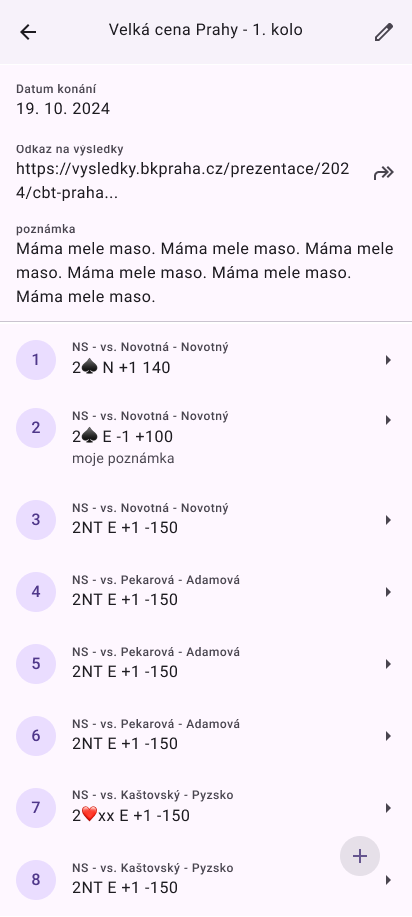 Velká cena Prahy - 1. kolo
Datum konání
19. 10. 2024
Odkaz na výsledky
https://vysledky.bkpraha.cz/prezentace/202
4/cbt-praha...
poznámka
Máma mele maso. Máma mele maso. Máma mele
maso. Máma mele maso. Máma mele maso.
Máma mele maso.
1
NS - vs. Novotná - Novotný
2♠ N +1 140
2
NS - vs. Novotná - Novotný
2♠ E -1 +100
moje poznámka
3
NS - vs. Novotná - Novotný
2NT E +1 -150
4
NS - vs. Pekarová - Adamová
2NT E +1 -150
5
NS - vs. Pekarová - Adamová
2NT E +1 -150
6
NS - vs. Pekarová - Adamová
2NT E +1 -150
7
NS - vs. Kaštovský - Pyzsko
2❤️xx E +1 -150
8
NS - vs. Kaštovský - Pyzsko
2NT E +1 -150